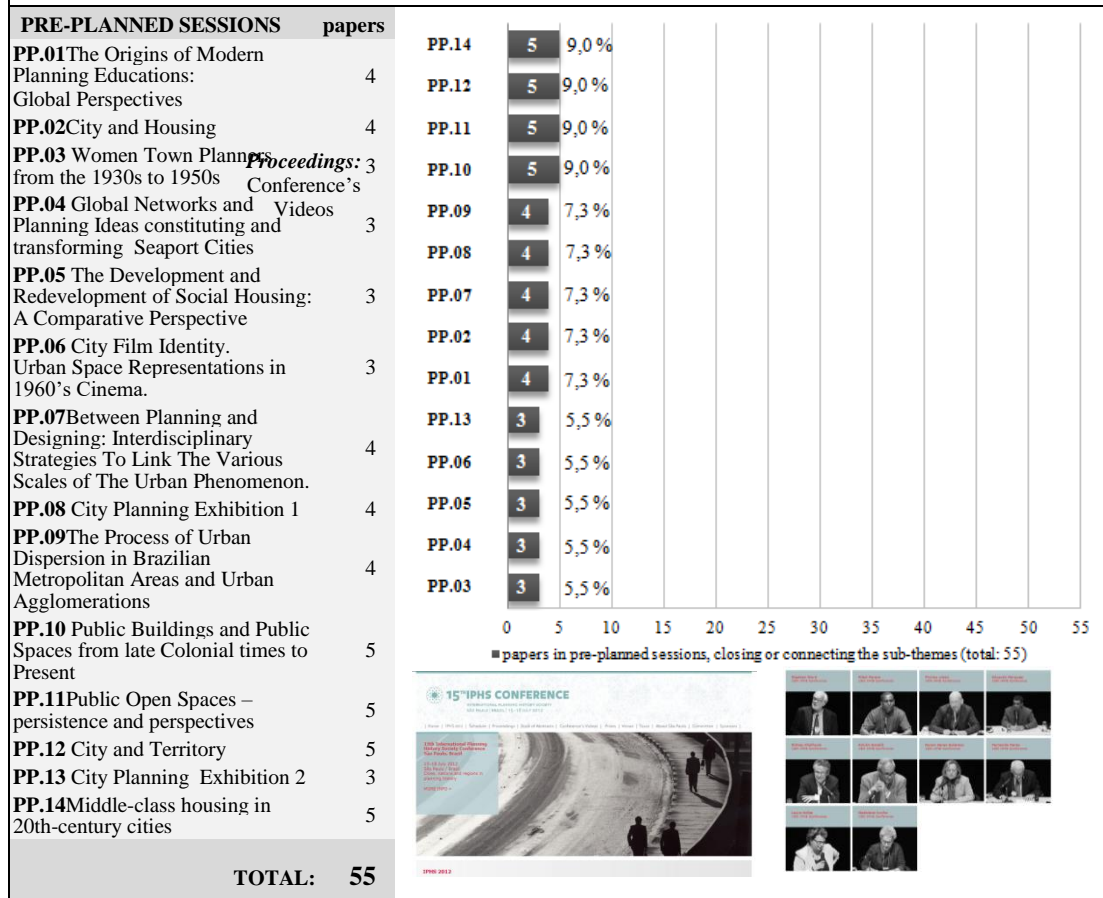 PRE-PLANNED SESSIONS papers
PP.01The Origins of Modern
Planning Educations: 4
Global Perspectives
PP.02City and Housing 4
PP.03 Women Town Planners
from the 1930s to 1950s 3
Proceedings:
Conference's
Videos
PP.04 Global Networks and
Planning Ideas constituting and 3
transforming Seaport Cities
PP.05 The Development and
Redevelopment of Social Housing: 3
A Comparative Perspective
PP.06 City Film Identity.
Urban Space Representations in 3
1960's Cinema.
PP.07Between Planning and
Designing: Interdisciplinary 4
Strategies To Link The Various
Scales of The Urban Phenomenon.
PP.08 City Planning Exhibition 1 4
PP.09The Process of Urban
Dispersion in Brazilian 4
Metropolitan Areas and Urban
Agglomerations
PP.10 Public Buildings and Public
Spaces from late Colonial times to 5
Present
PP.11Public Open Spaces –
persistence and perspectives 5
PP.12 City and Territory 5
PP.13 City Planning Exhibition 2 3
PP.14Middle-class housing in
20th-century cities 5
TOTAL: 55
PP.14 5 9,0 %
PP.12 5 9,0 %
PP.11 5 9,0 %
PP.10 5 9,0 %
PP.09 4 7,3 %
PP.08 4 7,3 %
PP.07 4 7,3 %
PP.02 4 7,3 %
PP.01 4 7,3 %
PP.13 3 5,5 %
PP.06 3 5,5 %
PP.05 3 5,5 %
PP.04 3 5,5 %
PP.03 3 5,5 %
0 5 10 15 20 25 30 35 40 45 50 55
papers in pre-planned sessions, closing or connecting the sub-themes (total: 55)
15TH IPHS CONFERENCE
INTERNATIONAL PLANNING HISTORY SOCIETY
15th International Planning
History Society Conference
Sao Paulo, Brazil
IPHS 2012